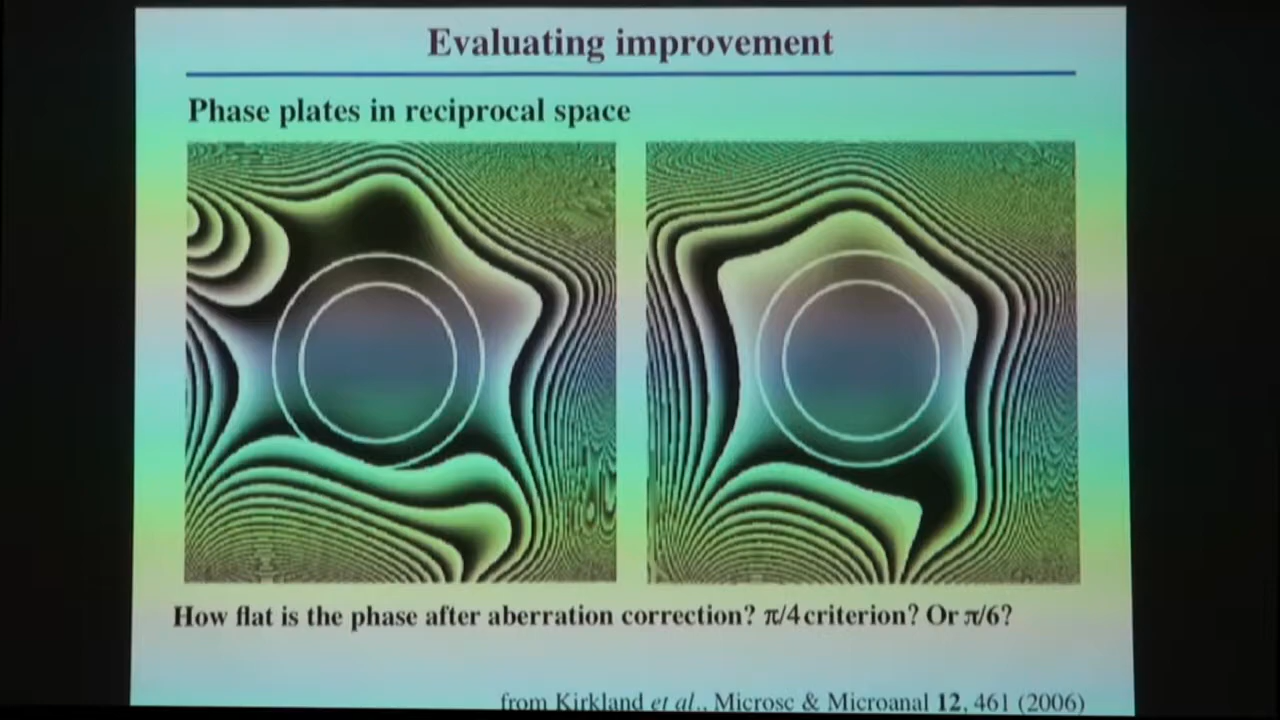 Evaluating improvement
Phase plates in reciprocal space
How flat is the phase after aberration correction? π/4 criterion? Or π/6?
from Kirkland et al., Microsc & Microanal 12, 461 (2006)